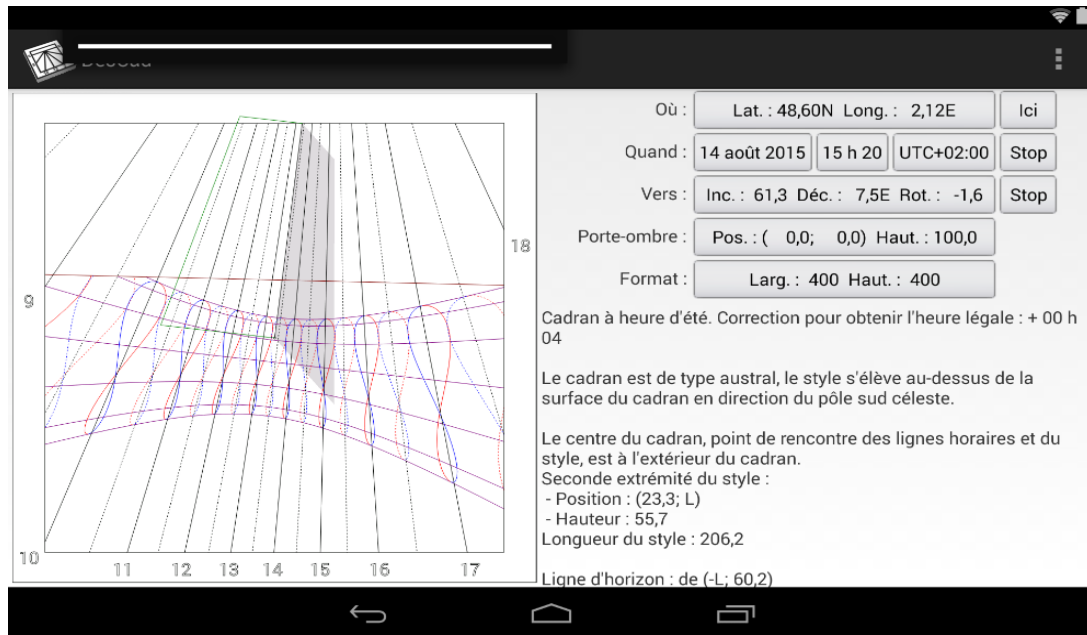 Où :
Lat. : 48,60N Long. : 2,12E
Ici
Quand :
14 août 2015
15 h 20
UTC+02:00
Stop
Vers :
Inc. : 61,3 Déc. : 7,5E Rot. : -1,6
Stop
Porte-ombre :
Pos. : ( 0,0; 0,0) Haut. : 100,0
Format :
Larg. : 400 Haut. : 400
Cadran à heure d'été. Correction pour obtenir l'heure légale : + 00 h
04
Le cadran est de type austral, le style s'élève au-dessus de la
surface du cadran en direction du pôle sud céleste.
Le centre du cadran, point de rencontre des lignes horaires et du
style, est à l'extérieur du cadran.
Seconde extrémité du style :
- Position : (23,3; L)
- Hauteur : 55,7
Longueur du style : 206,2
Ligne d'horizon : de (-L; 60,2)
18
9
10
11
12
13
14
15
16
17